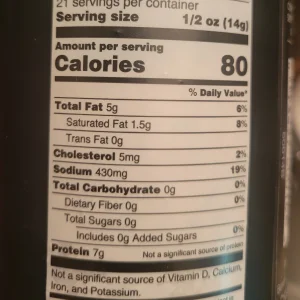 21 servings per container
Serving size 1/2 oz (14g)
Amount per serving
Calories 80
% Daily Value*
Total Fat 5g 6%
Saturated Fat 1.5g 8%
Trans Fat 0g
Cholesterol 5mg 2%
Sodium 430mg 19%
Total Carbohydrate 0g 0%
Dietary Fiber 0g 0%
Total Sugars 0g
Includes 0g Added Sugars 0%
Protein 7g Not a significant source of protein
Not a significant source of Vitamin D, Calcium,
Iron, and Potassium.